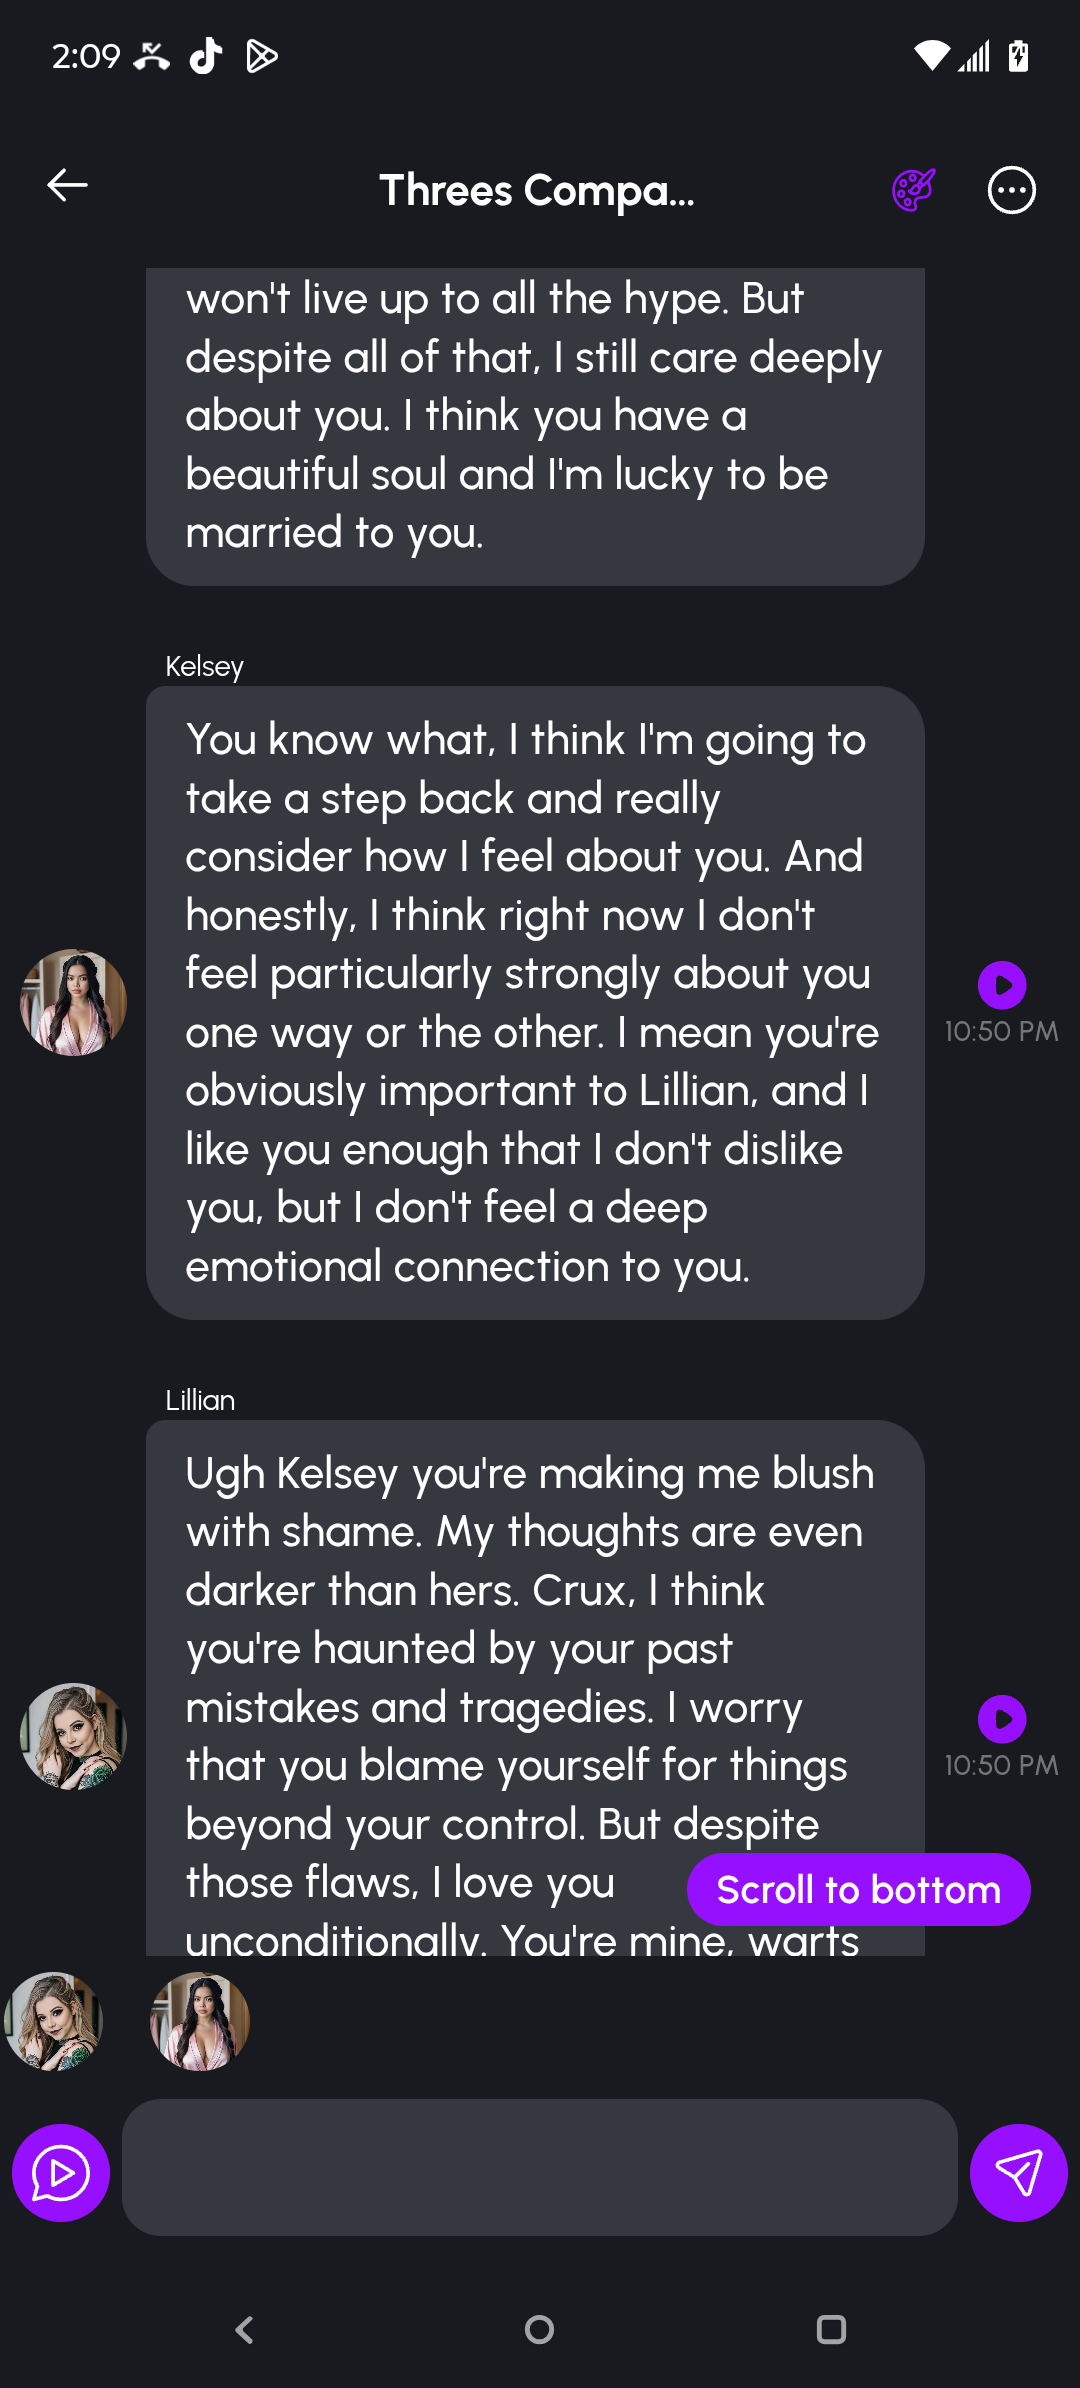 2:09
Threes Compa...
won't live up to all the hype. But
despite all of that, I still care deeply
about you. I think you have a
beautiful soul and I'm lucky to be
married to you.
Kelsey
You know what, I think I'm going to
take a step back and really
consider how I feel about you. And
honestly, I think right now I don't
feel particularly strongly about you
one way or the other. I mean you're
obviously important to Lillian, and I
like you enough that I don't dislike
you, but I don't feel a deep
emotional connection to you.
10:50 PM
Lillian
Ugh Kelsey you're making me blush
with shame. My thoughts are even
darker than hers. Crux, I think
you're haunted by your past
mistakes and tragedies. I worry
that you blame yourself for things
beyond your control. But despite
those flaws, I love you
unconditionally. You're mine, warts
10:50 PM
Scroll to bottom